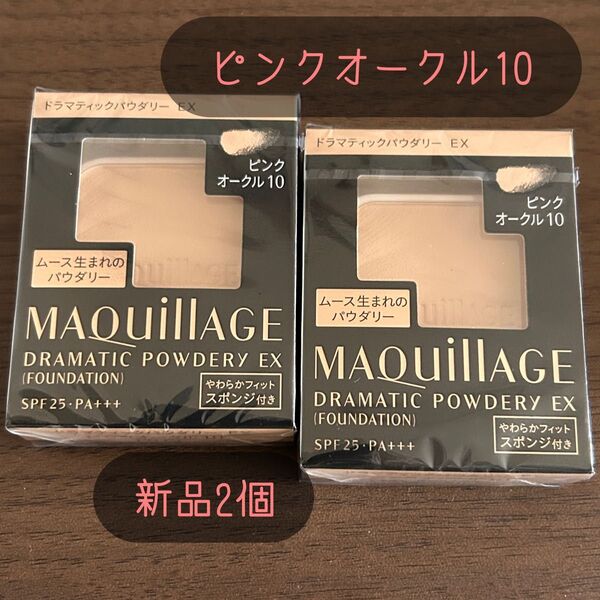 ピンクオークル10
ドラマティックパウダリー EX
ピンク
オークル10
ムース生まれの
パウダリー
MAQuillAGE
DRAMATIC POWDERY EX
(FOUNDATION)
やわらかフィット
スポンジ付き
SPF25・PA+++
ドラマティックパウダリー EX
ピンク
オークル10
ムース生まれの
パウダリー
MAQuillAGE
DRAMATIC POWDERY EX
(FOUNDATION)
やわらかフィット
スポンジ付き
SPF25・PA+++
新品2個